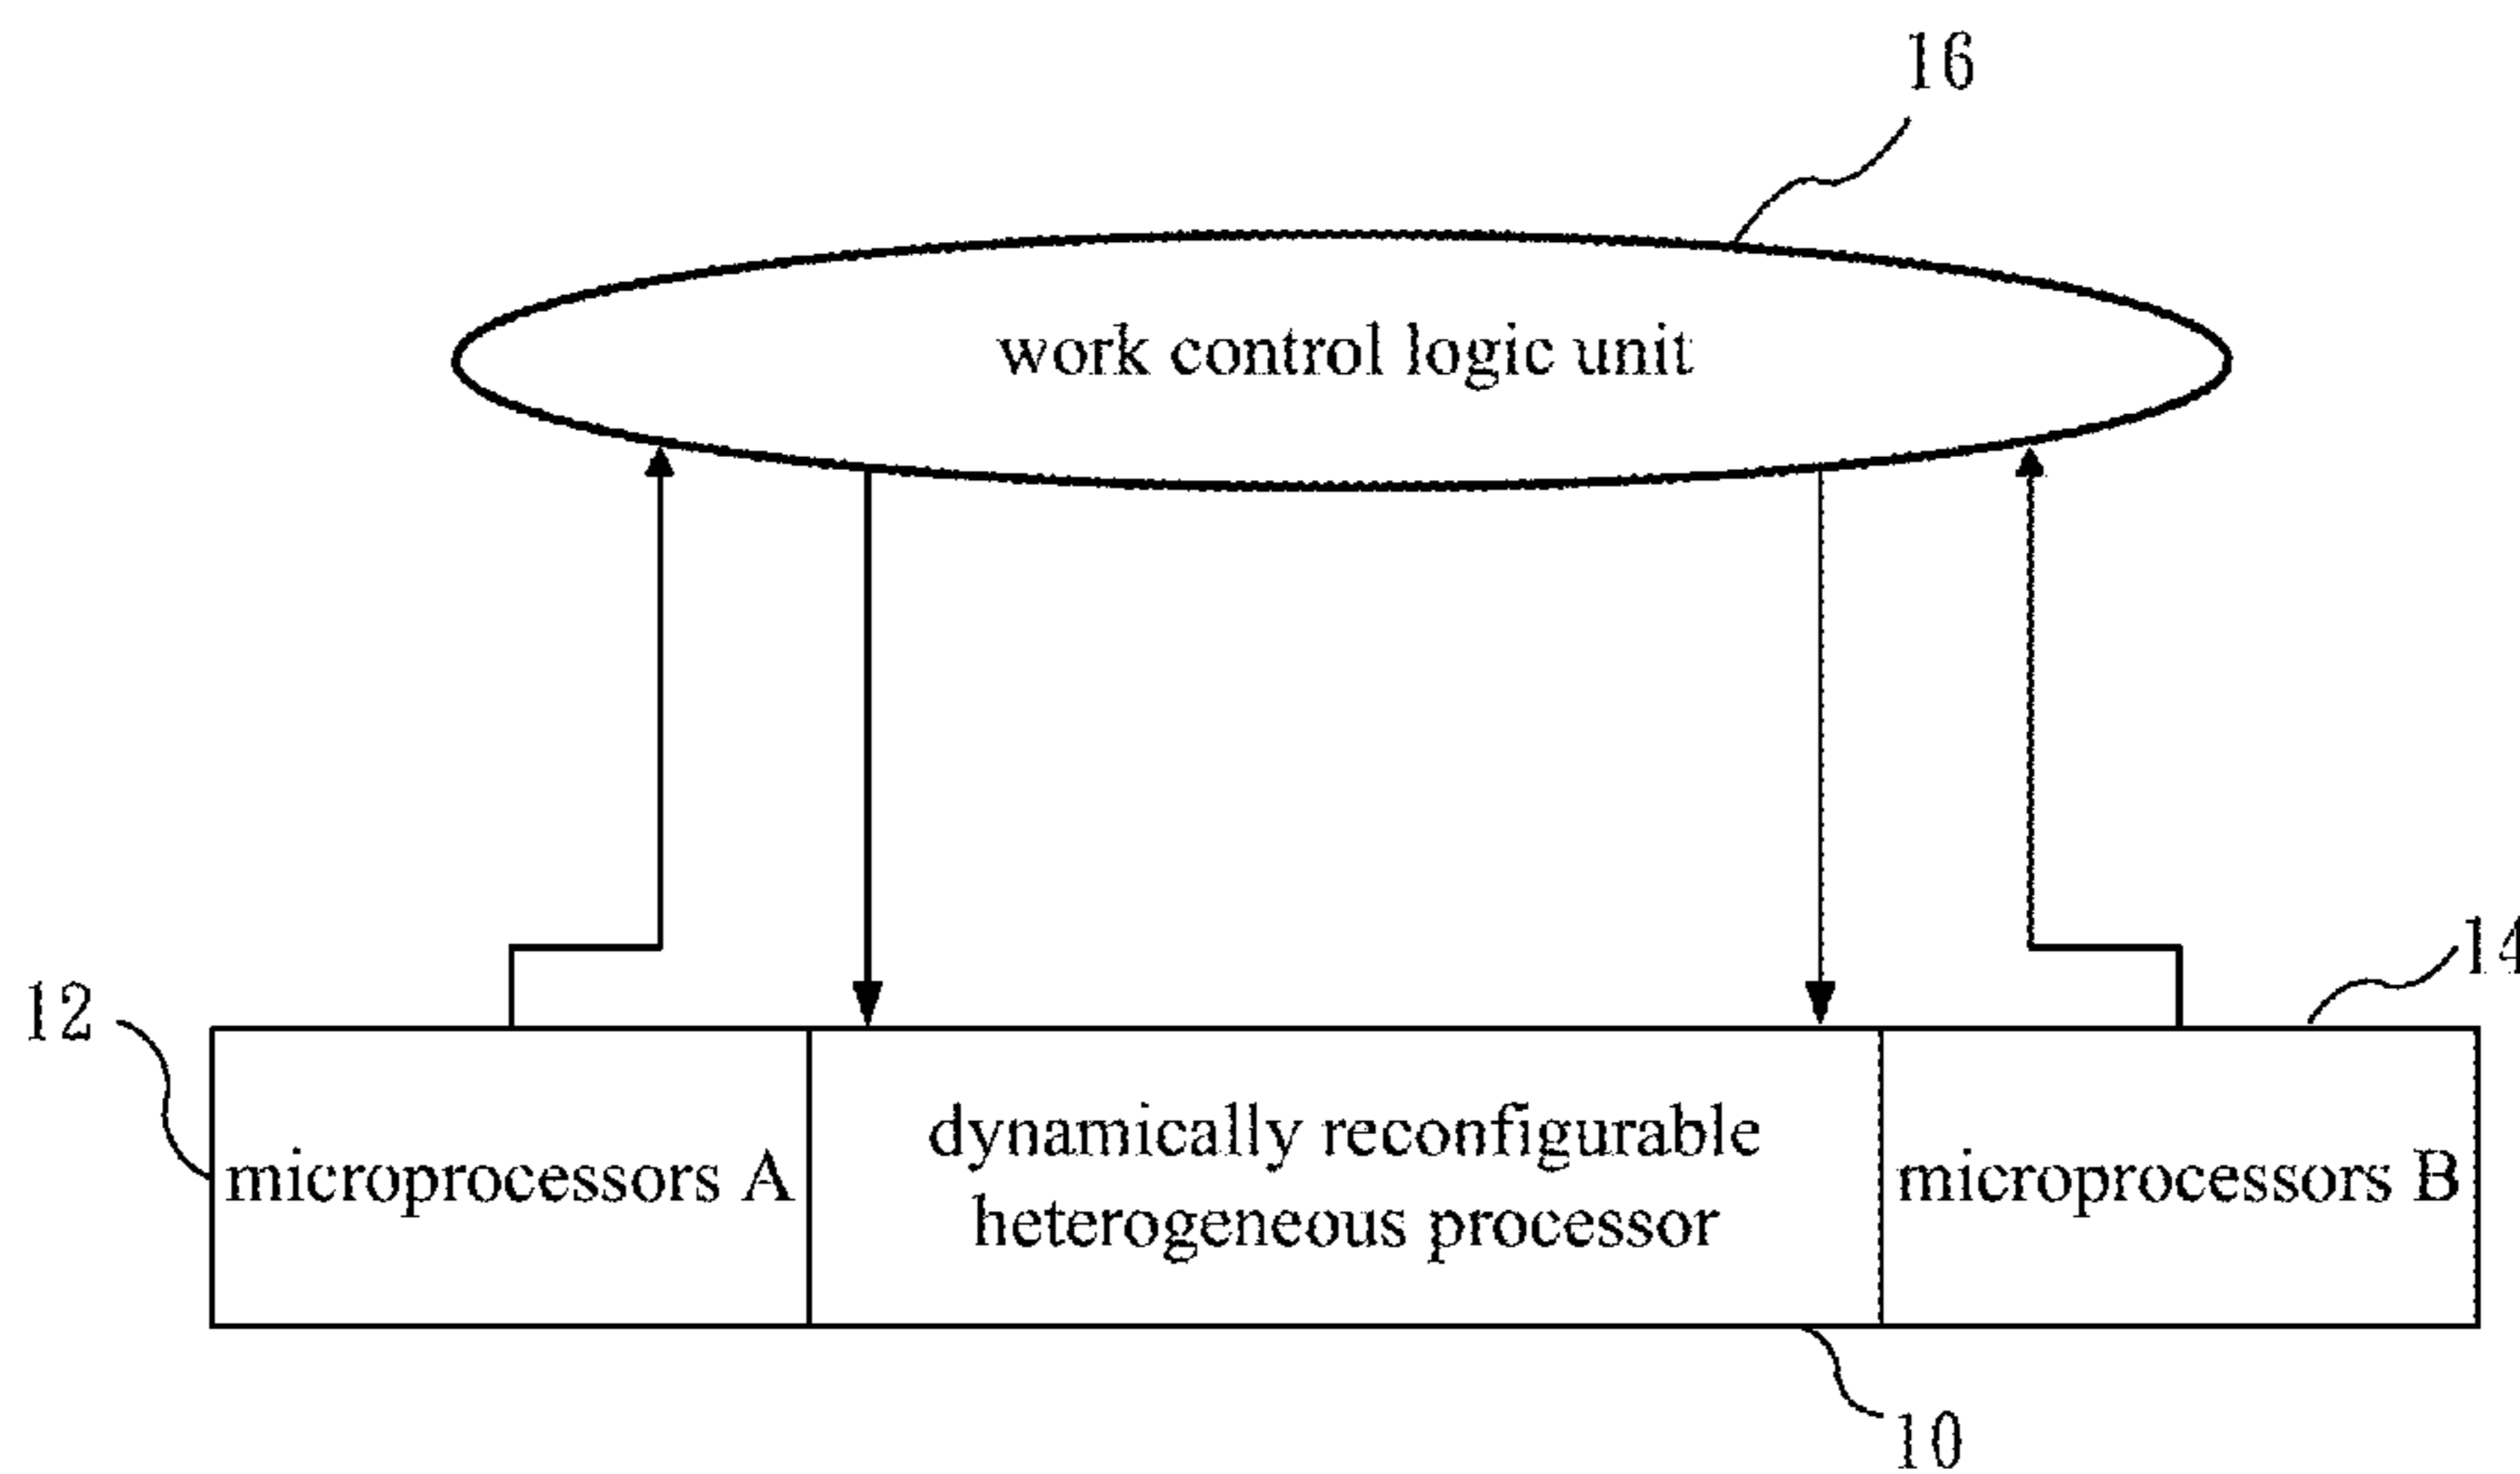 16
work control logic unit
14
12
dynamically reconfigurable
microprocessors A
microprocessors B
heterogeneous processor
10